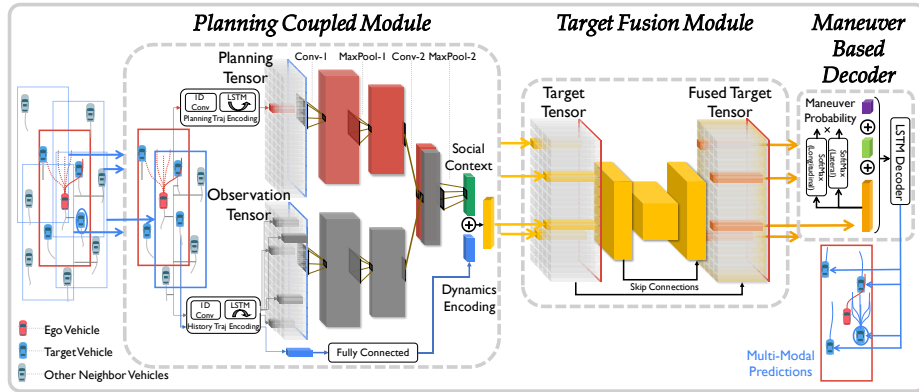 Planning Coupled Module
Target Fusion Module
Maneuver
Based
Decoder
Planning
Tensor
Conv-1
MaxPool-1
Conv-2
MaxPool-2
1D
Conv
LSTM
Planning Traj Encoding
Social
Context
Observation
Tensor
1D
Conv
LSTM
History Traj Encoding
Dynamics
Encoding
Fully Connected
Target
Tensor
Fused Target
Tensor
Skip Connections
Maneuver
Probability
×
SoftMax
(Longitudinal)
SoftMax
(Lateral)
LSTM Decoder
Ego Vehicle
Target Vehicle
Other Neighbor Vehicles
Multi-Modal
Predictions